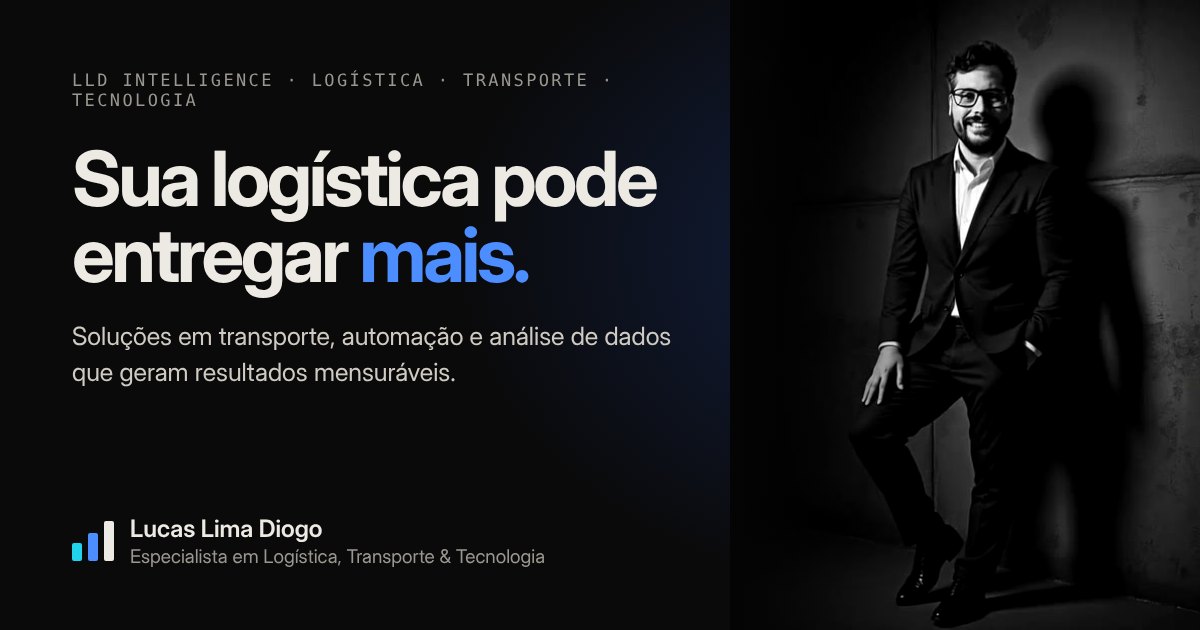 LLD INTELLIGENCE · LOGÍSTICA · TRANSPORTE ·
TECNOLOGIA
Sua logística pode
entregar mais.
Soluções em transporte, automação e análise de dados
que geram resultados mensuráveis.
Lucas Lima Diogo
Especialista em Logística, Transporte & Tecnologia